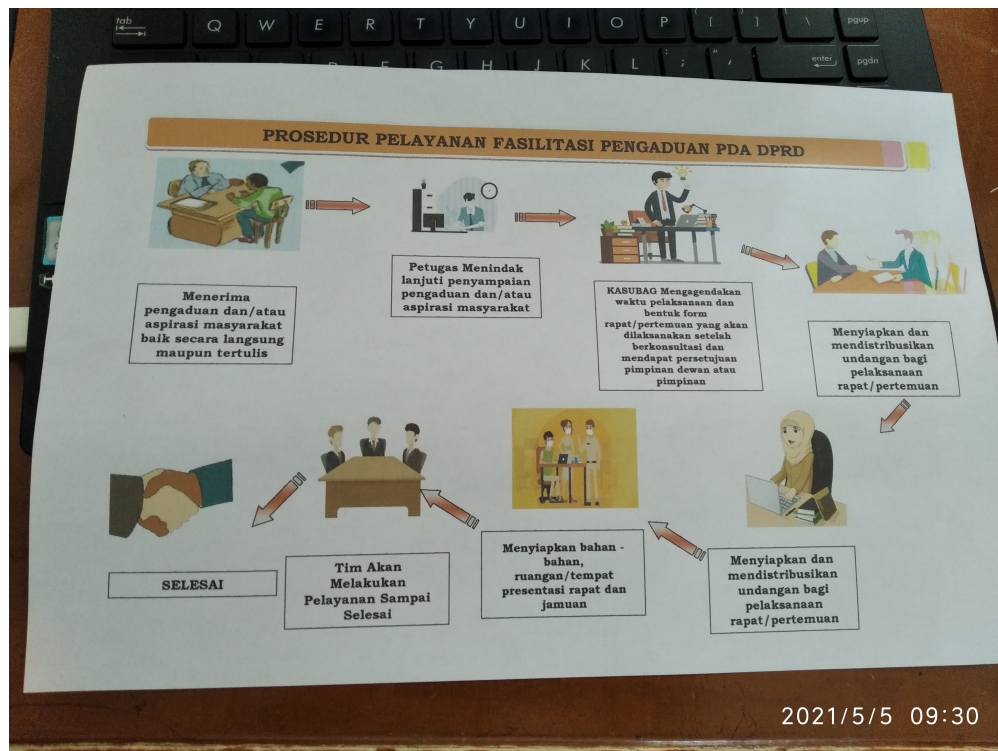 tab
Q W E R T Y U I O P [ ] \ pgup
F G H J K L ; enter pgdn
PROSEDUR PELAYANAN FASILITASI PENGADUAN PDA DPRD
Menerima
pengaduan dan/atau
aspirasi masyarakat
baik secara langsung
maupun tertulis
Petugas Menindak
lanjuti penyampaian
pengaduan dan/atau
aspirasi masyarakat
KASUBAG Mengagendakan
waktu pelaksanaan dan
bentuk form
rapat/pertemuan yang akan
dilaksanakan setelah
berkonsultasi dan
mendapat persetujuan
pimpinan dewan atau
pimpinan
Menyiapkan dan
mendistribusikan
undangan bagi
pelaksanaan
rapat/pertemuan
Menyiapkan dan
mendistribusikan
undangan bagi
pelaksanaan
rapat/pertemuan
Menyiapkan bahan -
bahan,
ruangan/tempat
presentasi rapat dan
jamuan
Tim Akan
Melakukan
Pelayanan Sampai
Selesai
SELESAI
2021/5/5 09:30